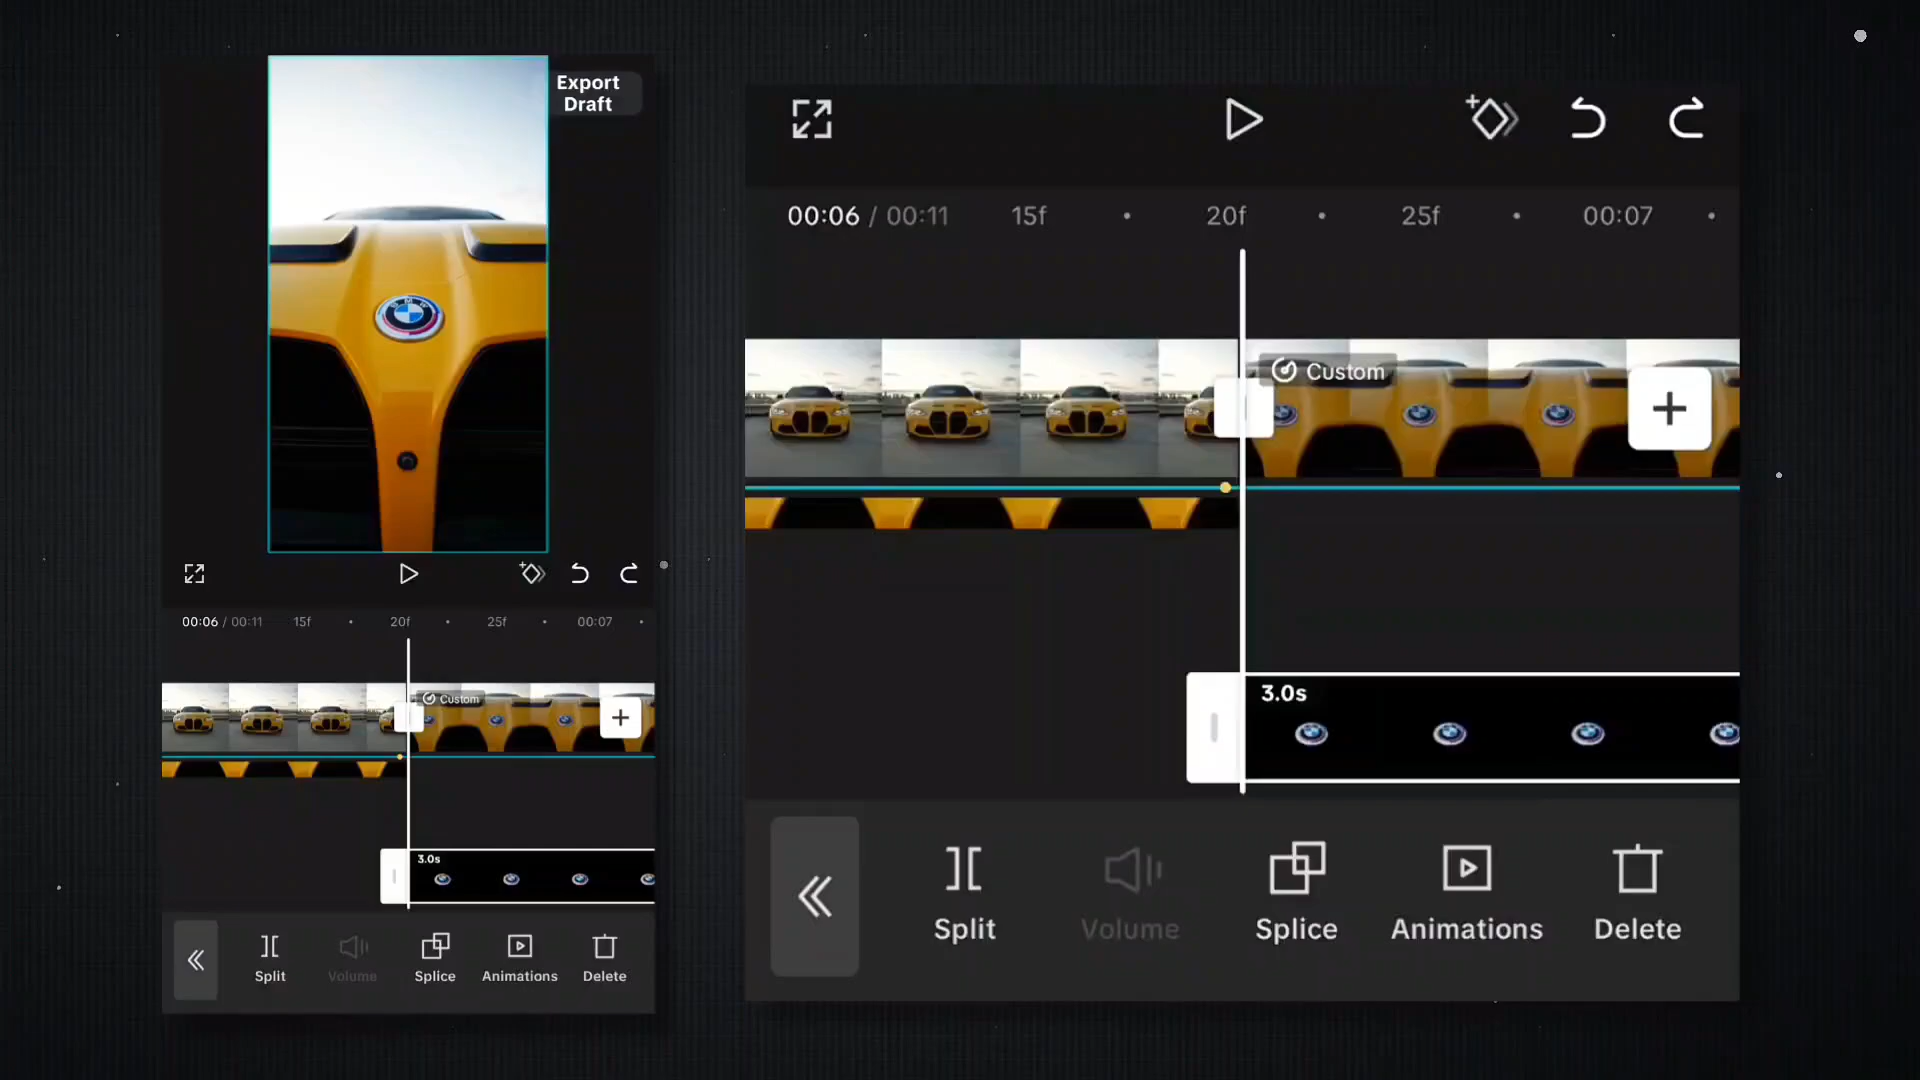 Export
Draft
00:06 / 00:11 15f 20f 25f 00:07
Custom
3.0s
Split Volume Splice Animations Delete
00:06 / 00:11 15f 20f 25f 00:07
Custom
3.0s
Split Volume Splice Animations Delete